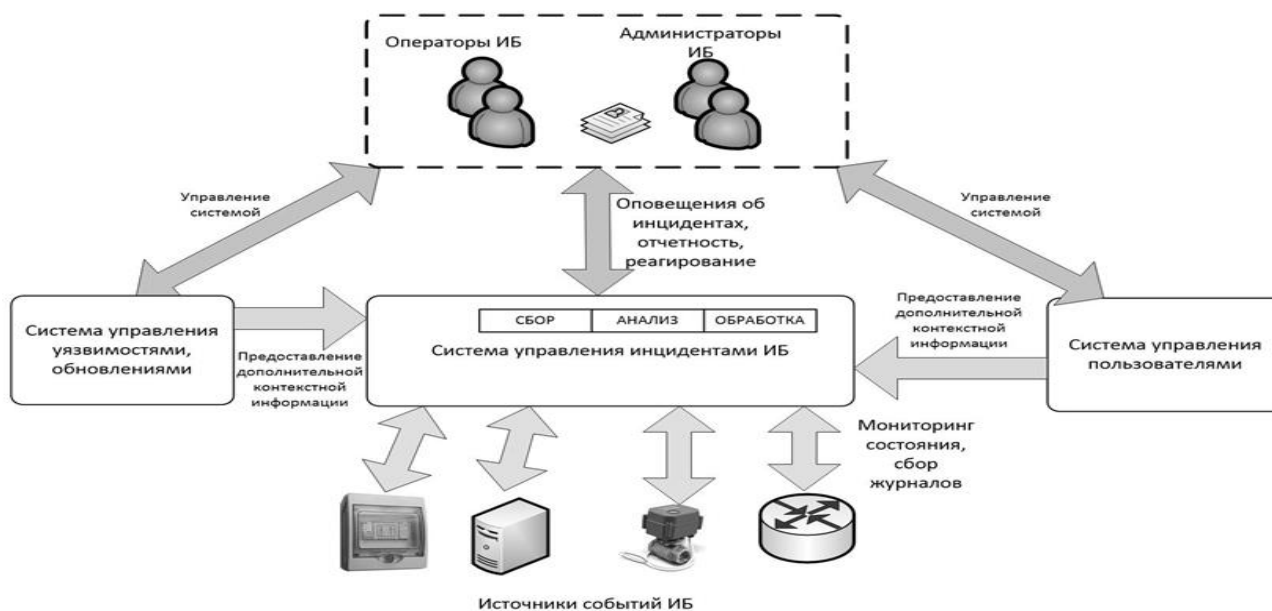 Операторы ИБ
Администраторы
ИБ
Управление
системой
Оповещения об
инцидентах,
отчетность,
реагирование
Управление
системой
Система управления
уязвимостями,
обновлениями
Предоставление
дополнительной
контекстной
информации
СБОР
АНАЛИЗ
ОБРАБОТКА
Система управления инцидентами ИБ
Предоставление
дополнительной
контекстной
информации
Система управления
пользователями
Мониторинг
состояния,
сбор
журналов
Источники событий ИБ